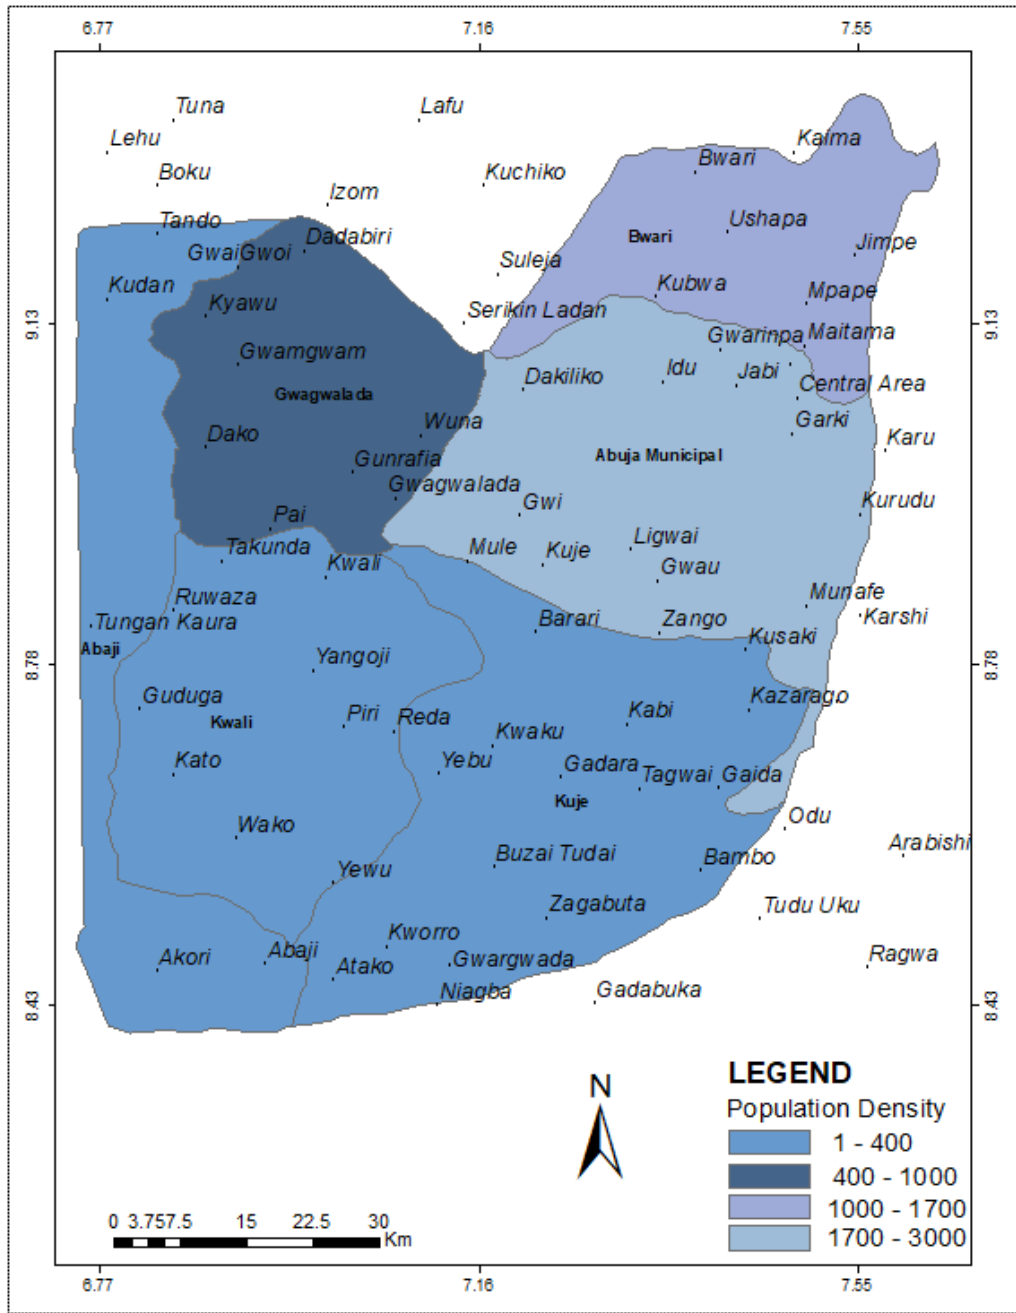 6.77 7.16 7.55
Tuna
Lafu
Lehu
Kaima
Bwari
Boku
Kuchiko
Izom
Tando
Ushapa
Dadabiri
Bwari
Jimpe
GwaiGwoi
Suleja
Kudan
Kubwa
Mpape
Kyawu
Serikin Ladan
9.13 9.13
Gwarinpa
Maitama
Gwamgwam
Idu
Jabi
Dakiliko
Central Area
Gwagwalada
Wuna
Garki
Dako
Karu
Abuja Municipal
Gunrafia
Gwagwalada
Gwi
Kurudu
Pai
Ligwai
Takunda
Mule
Kuje
Kwali
Gwau
Ruwaza
Munafe
Tungan Kaura
Barari
Zango
Karshi
Kusaki
Abaji
Yangoji
8.78 8.78
Guduga
Kazarago
Kwali
Piri
Reda
Kabi
Kwaku
Kato
Yebu
Gadara
Tagwai
Gaida
Kuje
Odu
Wako
Arabishi
Buzai Tudai
Bambo
Yewu
Zagabuta
Tudu Uku
Kworro
Akori
Abaji
Atako
Gwargwada
Ragwa
Niagba
Gadabuka
8.43 8.43
N
LEGEND
Population Density
1 - 400
400 - 1000
1000 - 1700
1700 - 3000
0 3.757.5 15 22.5 30
Km
6.77 7.16 7.55